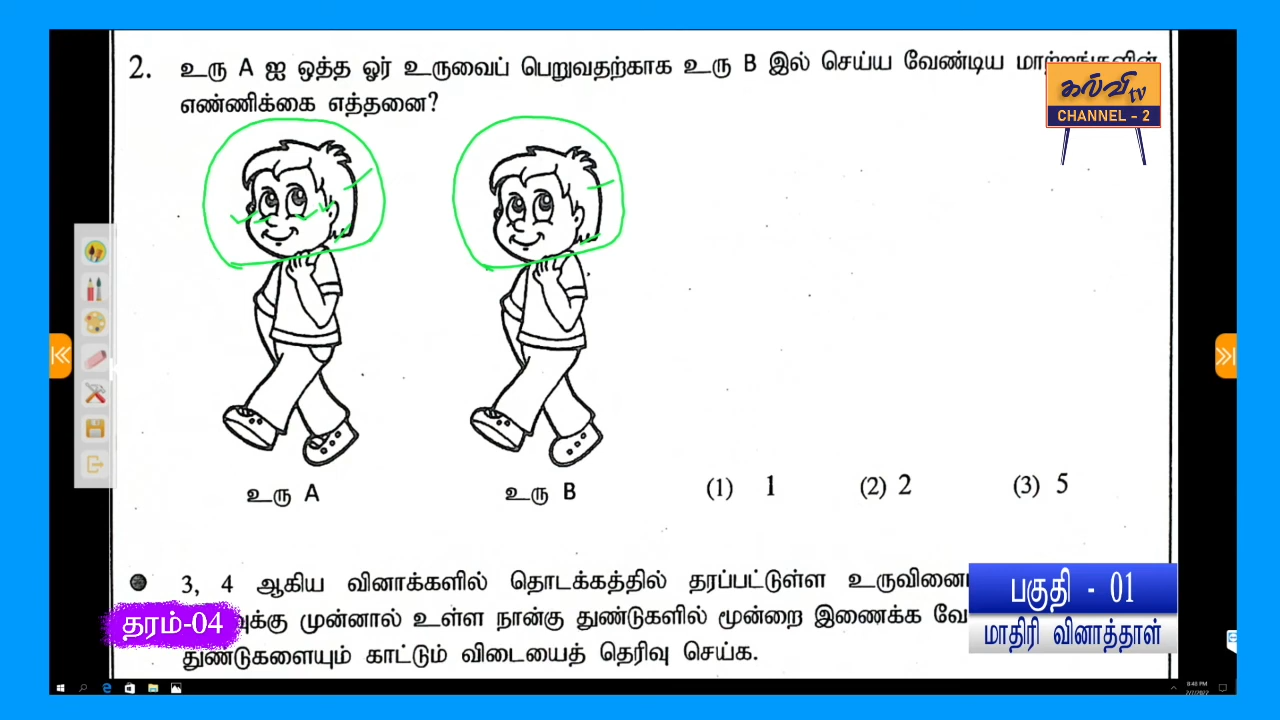 2. உரு A ஐ ஒத்த ஓர் உருவைப் பெறுவதற்காக உரு B இல் செய்ய வேண்டிய மாற்றங்களின்
எண்ணிக்கை எத்தனை?
கல்வி tv
CHANNEL - 2
உரு A
உரு B
(1) 1 (2) 2 (3) 5
3, 4 ஆகிய வினாக்களில் தொடக்கத்தில் தரப்பட்டுள்ள
முன்னால் உள்ள நான்கு துண்டுகளில் மூன்றை இணைக்க
துண்டுகளையும் காட்டும் விடையைத் தெரிவு செய்க.
தரம்-04
பகுதி - 01
மாதிரி வினாத்தாள்